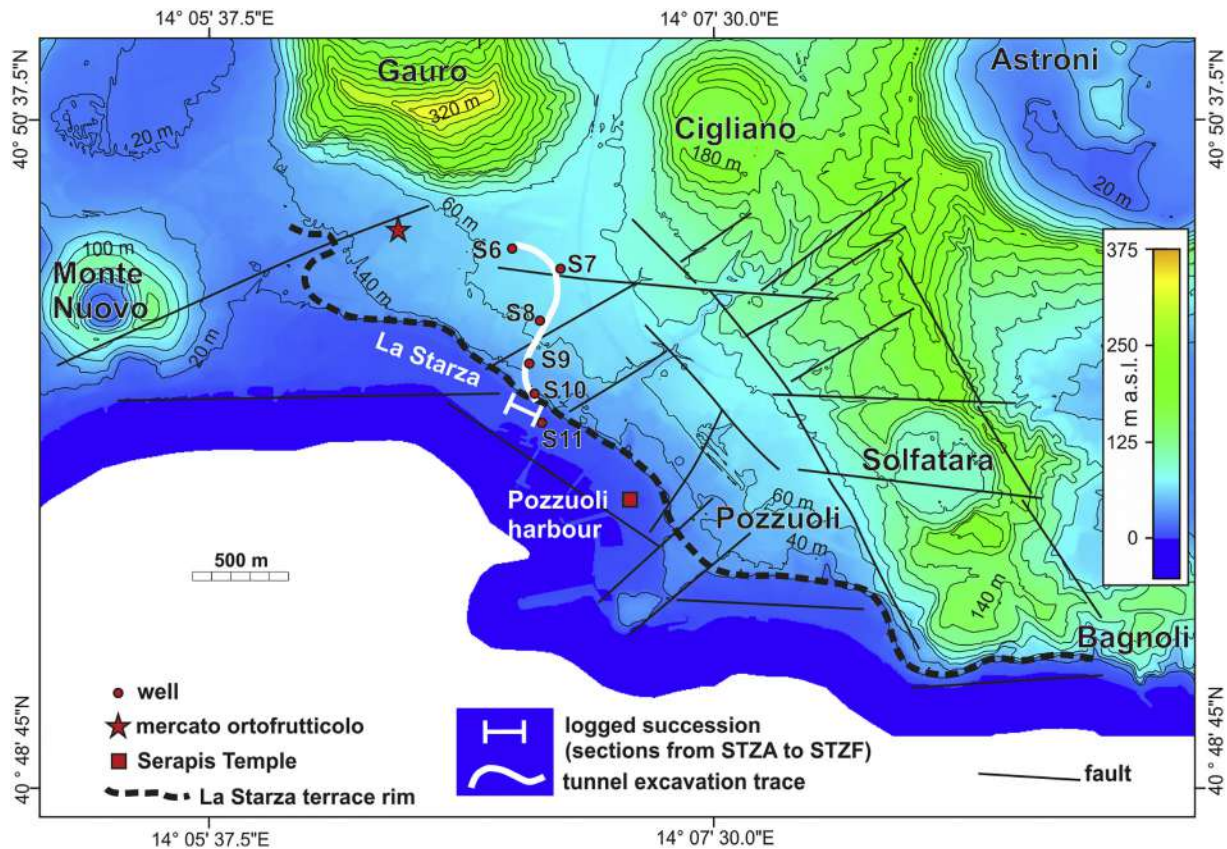 14° 05' 37.5"E
14° 07' 30.0"E
40° 50' 37.5"N
40° 50' 37.5"N
Gauro
320 m
Astroni
20 m
Cigliano
180 m
20 m
60 m
100 m
Monte
Nuovo
40 m
20 m
S6
S7
S8
S9
S10
S11
La Starza
375
250
125
0
m a.s.l.
Solfatara
Pozzuoli
harbour
Pozzuoli
60 m
40 m
140 m
Bagnoli
500 m
well
mercato ortofrutticolo
Serapis Temple
La Starza terrace rim
logged succession
(sections from STZA to STZF)
tunnel excavation trace
fault
40° 48' 45"N
40° 48' 45"N
14° 05' 37.5"E
14° 07' 30.0"E